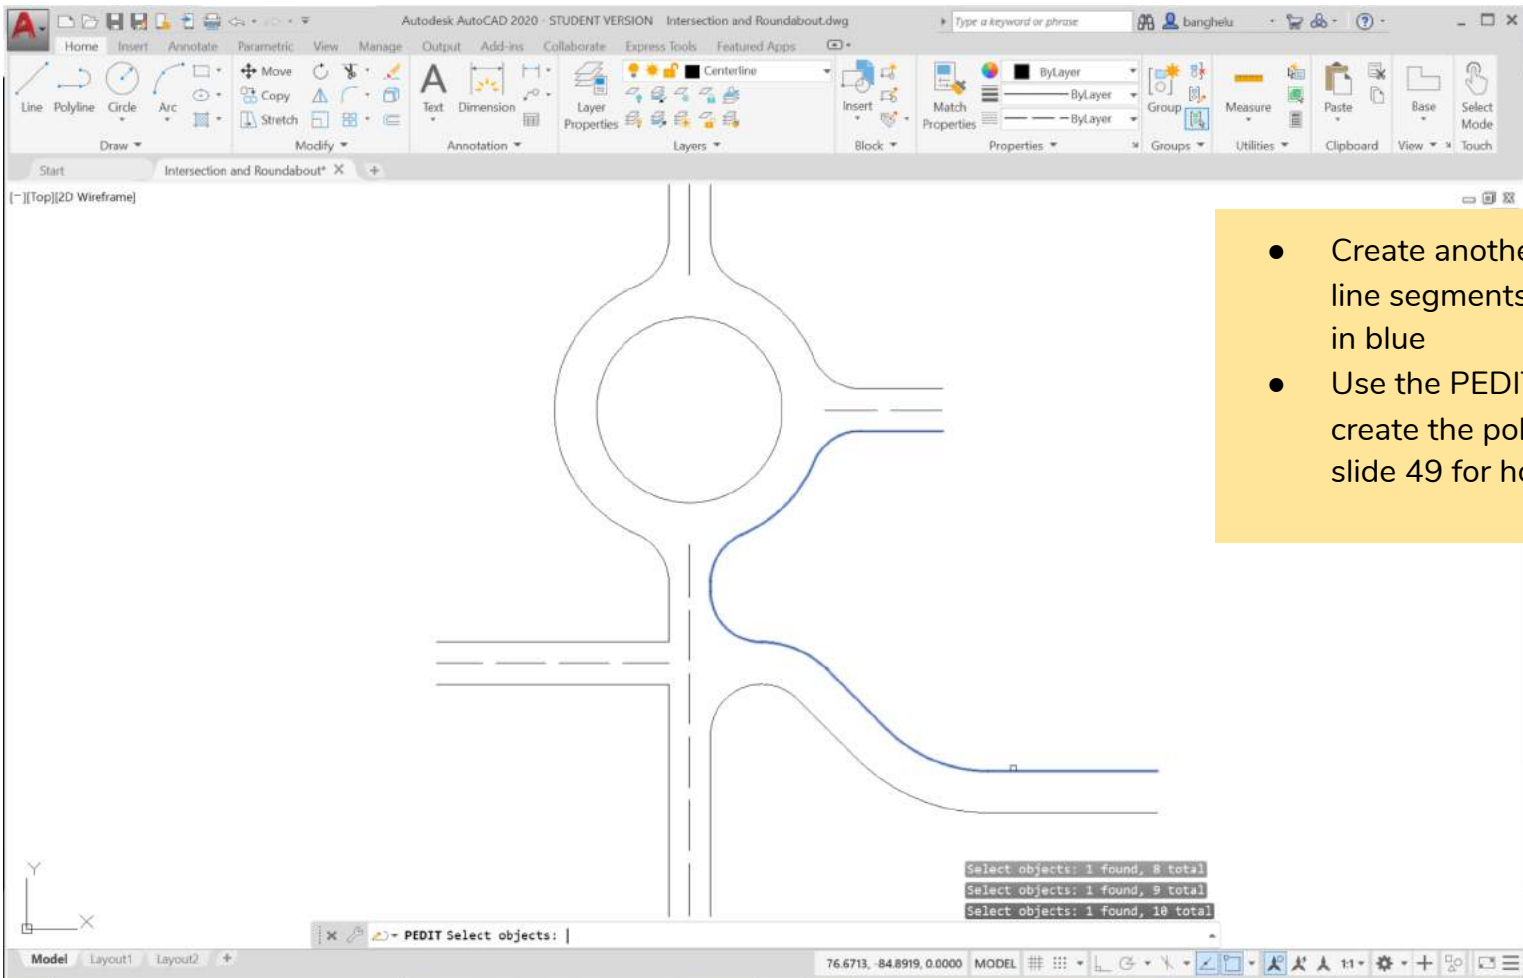 Autodesk AutoCAD 2020 - STUDENT VERSION Intersection and Roundabout.dwg
Type a keyword or phrase
banghelu
Home Insert Annotate Parametric View Manage Output Add-ins Collaborate Express Tools Featured Apps
Line Polyline Circle Arc
Draw
Move
Copy
Stretch
Modify
Text Dimension
Annotation
Layer
Properties
Centerline
Layers
Insert
Block
Match
Properties
ByLayer
ByLayer
ByLayer
Properties
Group
Groups
Measure
Utilities
Paste
Clipboard
Base
View
Select
Mode
Touch
Start
Intersection and Roundabout*
[−][Top][2D Wireframe]
● Create anothe
line segments
in blue
● Use the PEDIT
create the pol
slide 49 for ho
Select objects: 1 found, 8 total
Select objects: 1 found, 9 total
Select objects: 1 found, 10 total
Y
X
PEDIT Select objects:
Model Layout1 Layout2 +
76.6713, -84.8919, 0.0000 MODEL 1:1